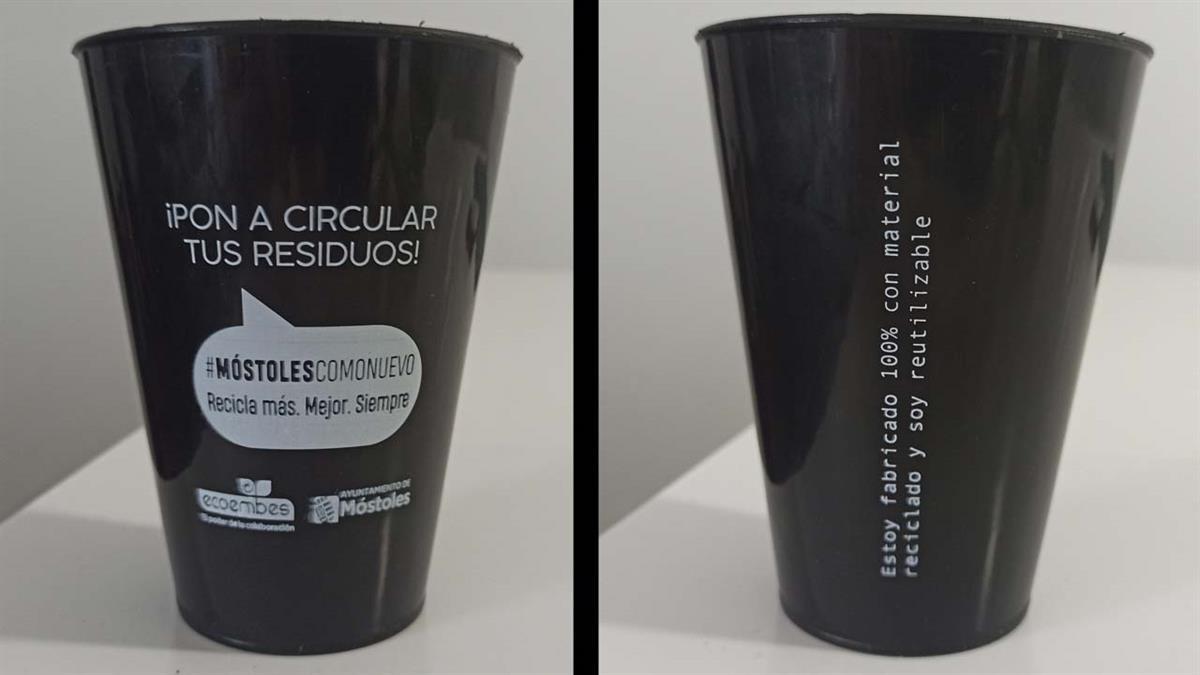 ¡PON A CIRCULAR
TUS RESIDUOS!
#MÓSTOLESCOMONUEVO
Recicla más. Mejor. Siempre
ecoembes
El poder de la colaboración
AYUNTAMIENTO DE
Móstoles
Estoy fabricado 100% con material
reciclado y soy reutilizable